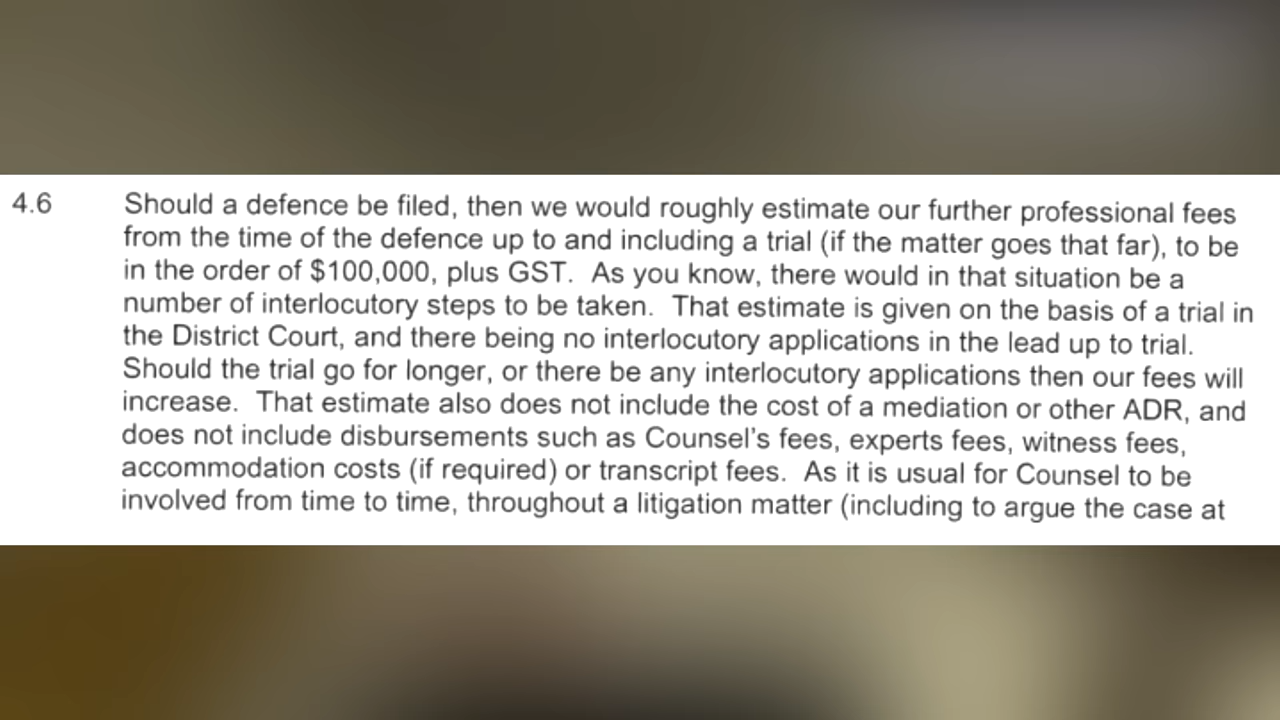 4.6 Should a defence be filed, then we would roughly estimate our further professional fees
from the time of the defence up to and including a trial (if the matter goes that far), to be
in the order of $100,000, plus GST. As you know, there would in that situation be a
number of interlocutory steps to be taken. That estimate is given on the basis of a trial in
the District Court, and there being no interlocutory applications in the lead up to trial.
Should the trial go for longer, or there be any interlocutory applications then our fees will
increase. That estimate also does not include the cost of a mediation or other ADR, and
does not include disbursements such as Counsel's fees, experts fees, witness fees,
accommodation costs (if required) or transcript fees. As it is usual for Counsel to be
involved from time to time, throughout a litigation matter (including to argue the case at